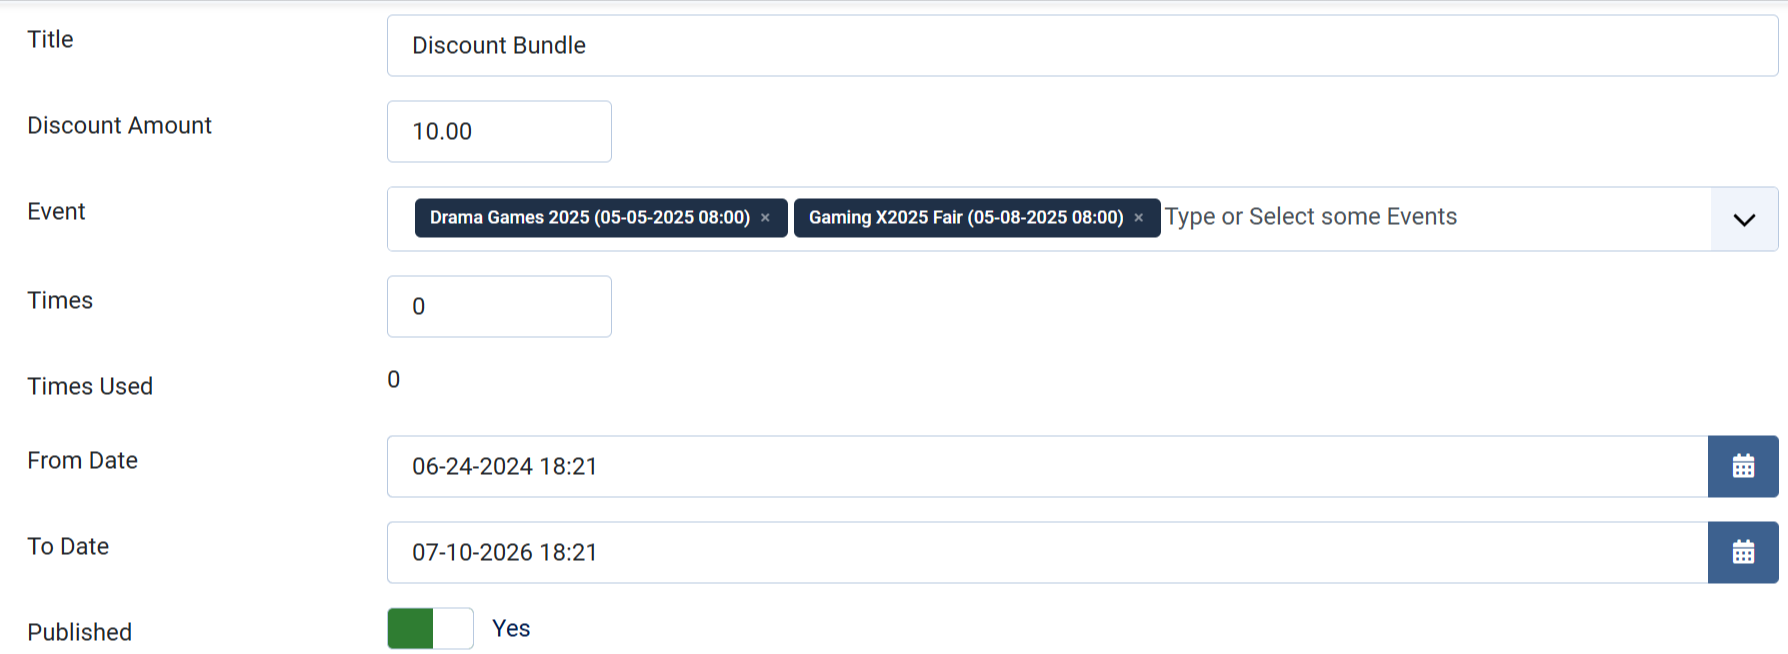 Title Discount Bundle
Discount Amount 10.00
Event Drama Games 2025 (05-05-2025 08:00) × Gaming X2025 Fair (05-08-2025 08:00) × Type or Select some Events
Times 0
Times Used 0
From Date 06-24-2024 18:21
To Date 07-10-2026 18:21
Published Yes